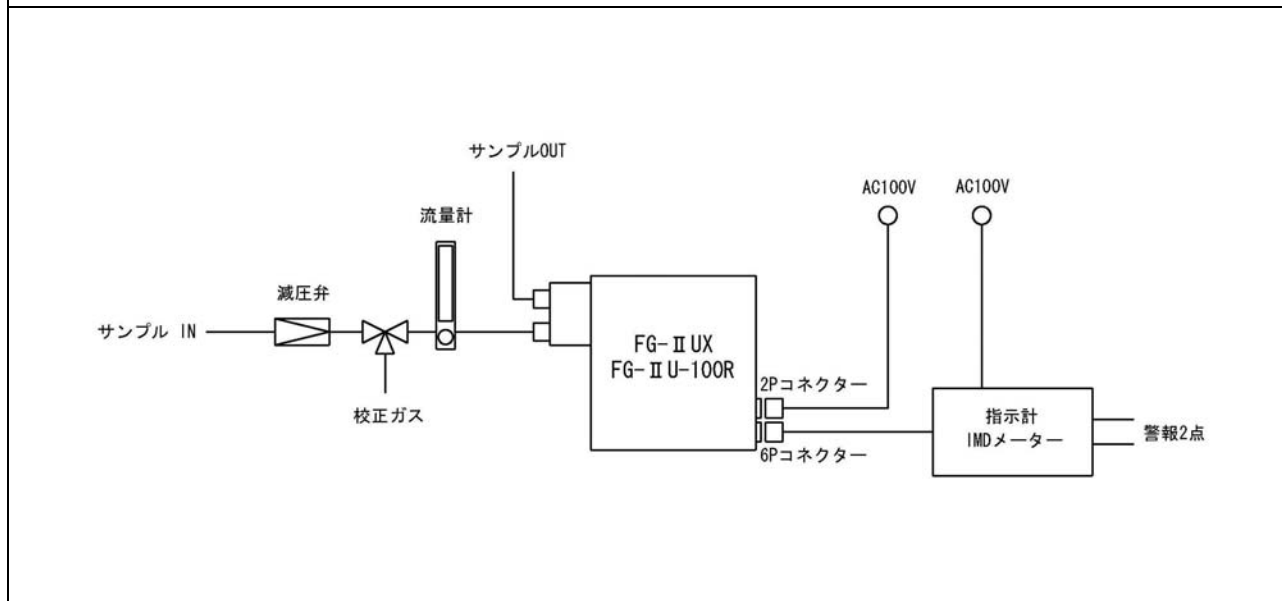 サンプルOUT
AC100V
AC100V
流量計
減圧弁
サンプル IN
校正ガス
FG-ⅡUX
FG-ⅡU-100R
2Pコネクター
6Pコネクター
指示計
IMDメーター
警報2点